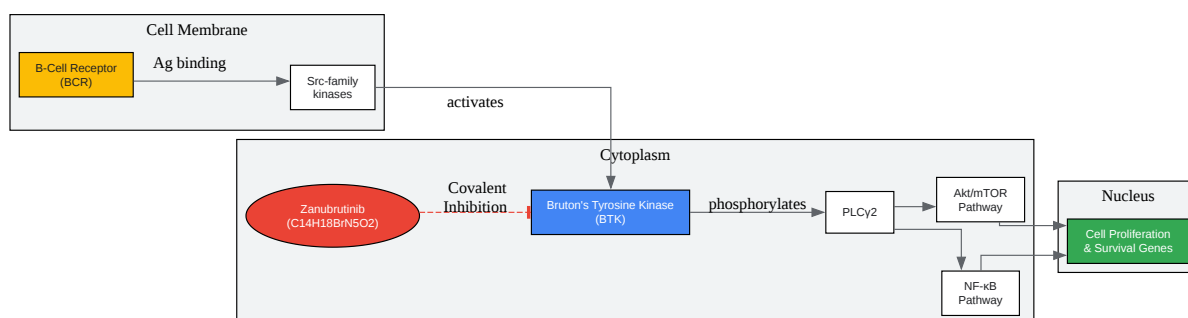 Cell Membrane
B-Cell Receptor
(BCR)
Ag binding
Src-family
kinases
activates
Cytoplasm
Zanubrutinib
(C14H18BrN5O2)
Covalent
Inhibition
Bruton's Tyrosine Kinase
(BTK)
phosphorylates
PLCγ2
Akt/mTOR
Pathway
NF-κB
Pathway
Nucleus
Cell Proliferation
& Survival Genes